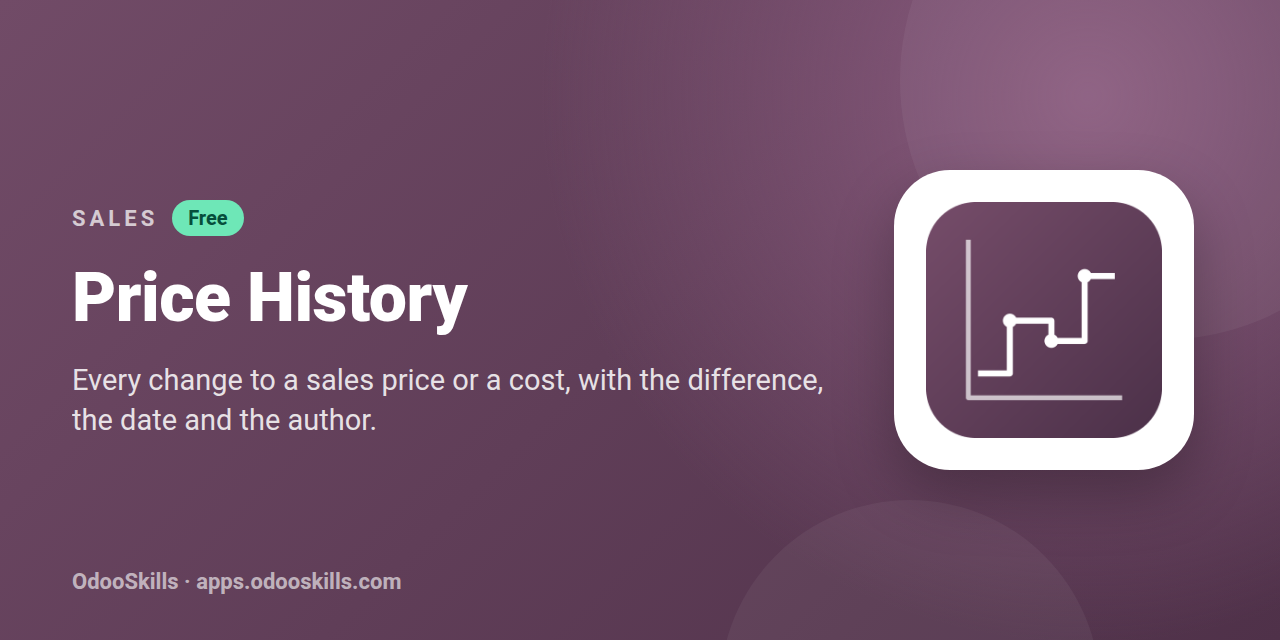 SALES Free
Price History
Every change to a sales price or a cost, with the difference,
the date and the author.
OdooSkills · apps.odooskills.com